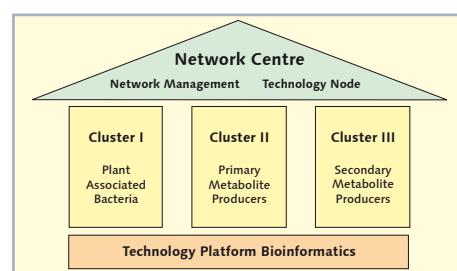 Network Centre
Network Management Technology Node
Cluster I
Plant
Associated
Bacteria
Cluster II
Primary
Metabolite
Producers
Cluster III
Secondary
Metabolite
Producers
Technology Platform Bioinformatics